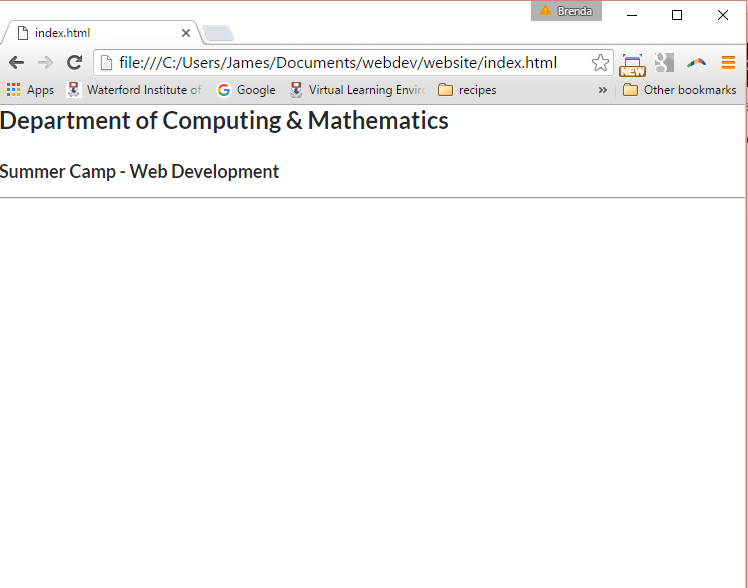 Brenda
index.html
file:///C:/Users/James/Documents/webdev/website/index.html
NEW
Apps Waterford Institute of Google Virtual Learning Envir recipes » Other bookmarks
Department of Computing & Mathematics
Summer Camp - Web Development